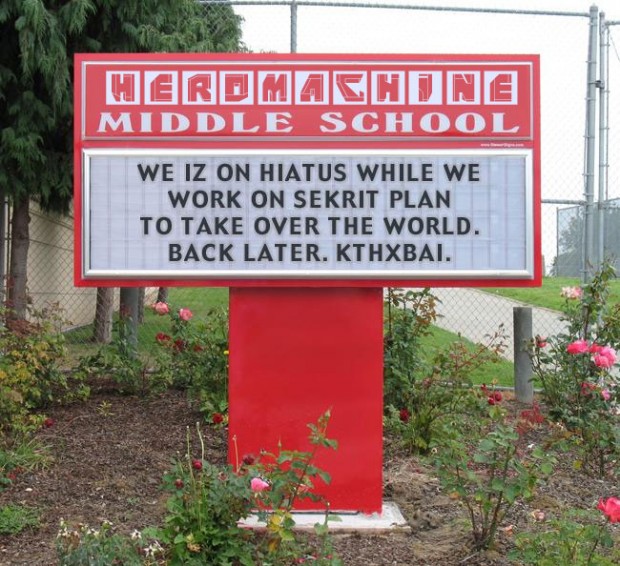 HEROMACHINE
MIDDLE SCHOOL
WE IZ ON HIATUS WHILE WE
WORK ON SEKRIT PLAN
TO TAKE OVER THE WORLD.
BACK LATER. KTHXBAI.